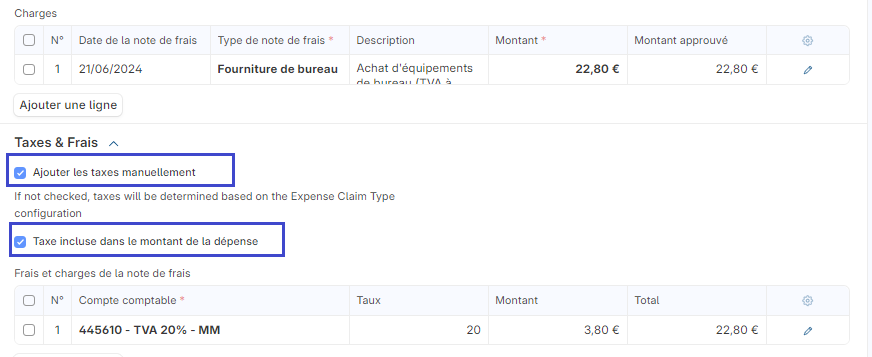 Charges
N° Date de la note de frais Type de note de frais * Description Montant * Montant approuvé
1 21/06/2024 Fourniture de bureau Achat d'équipements 22,80 € 22,80 €
de bureau (TVA à
Ajouter une ligne
Taxes & Frais
Ajouter les taxes manuellement
If not checked, taxes will be determined based on the Expense Claim Type
configuration
Taxe incluse dans le montant de la dépense
Frais et charges de la note de frais
N° Compte comptable * Taux Montant Total
1 445610 - TVA 20% - MM 20 3,80 € 22,80 €